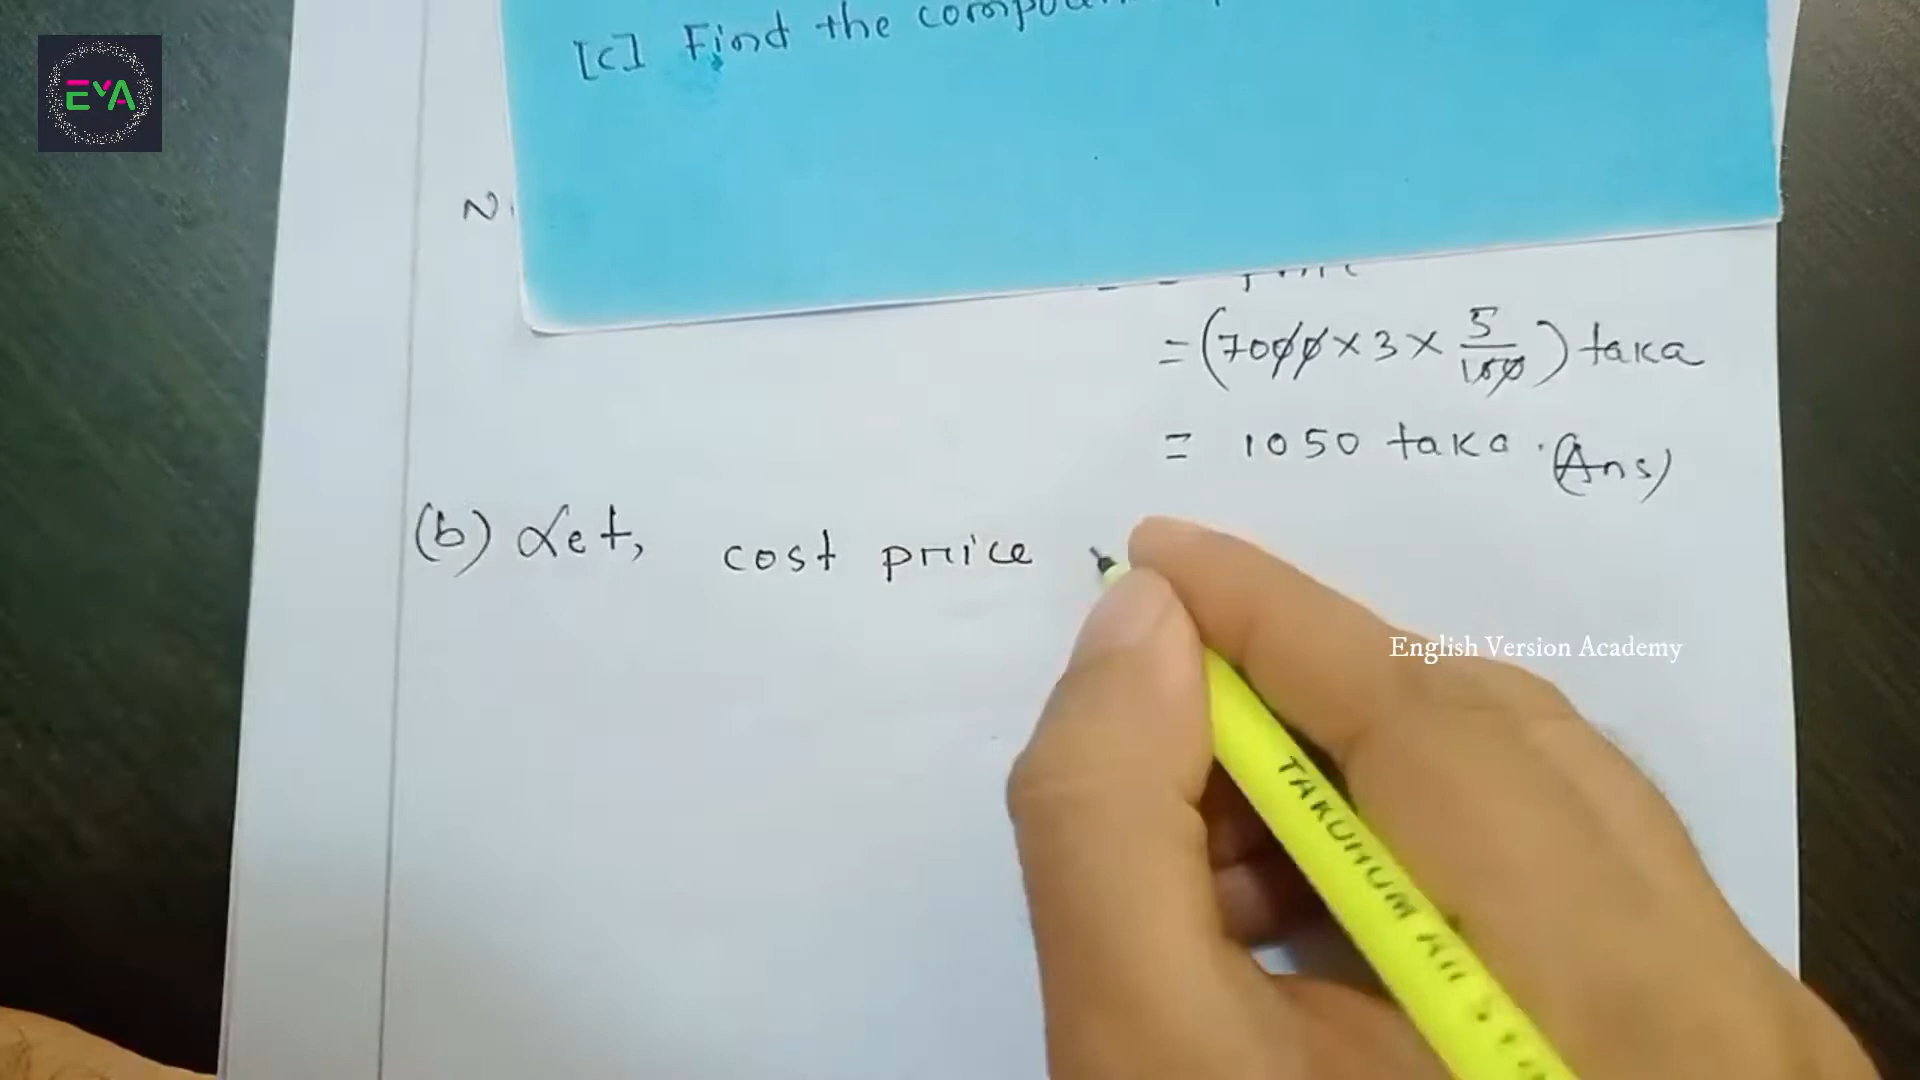 EYA
[c] Find the
= (7000 × 3 × 5/100) taka
= 1050 taka. (Ans)
(b) Let, cost price
English Version Academy
TAKUHUM